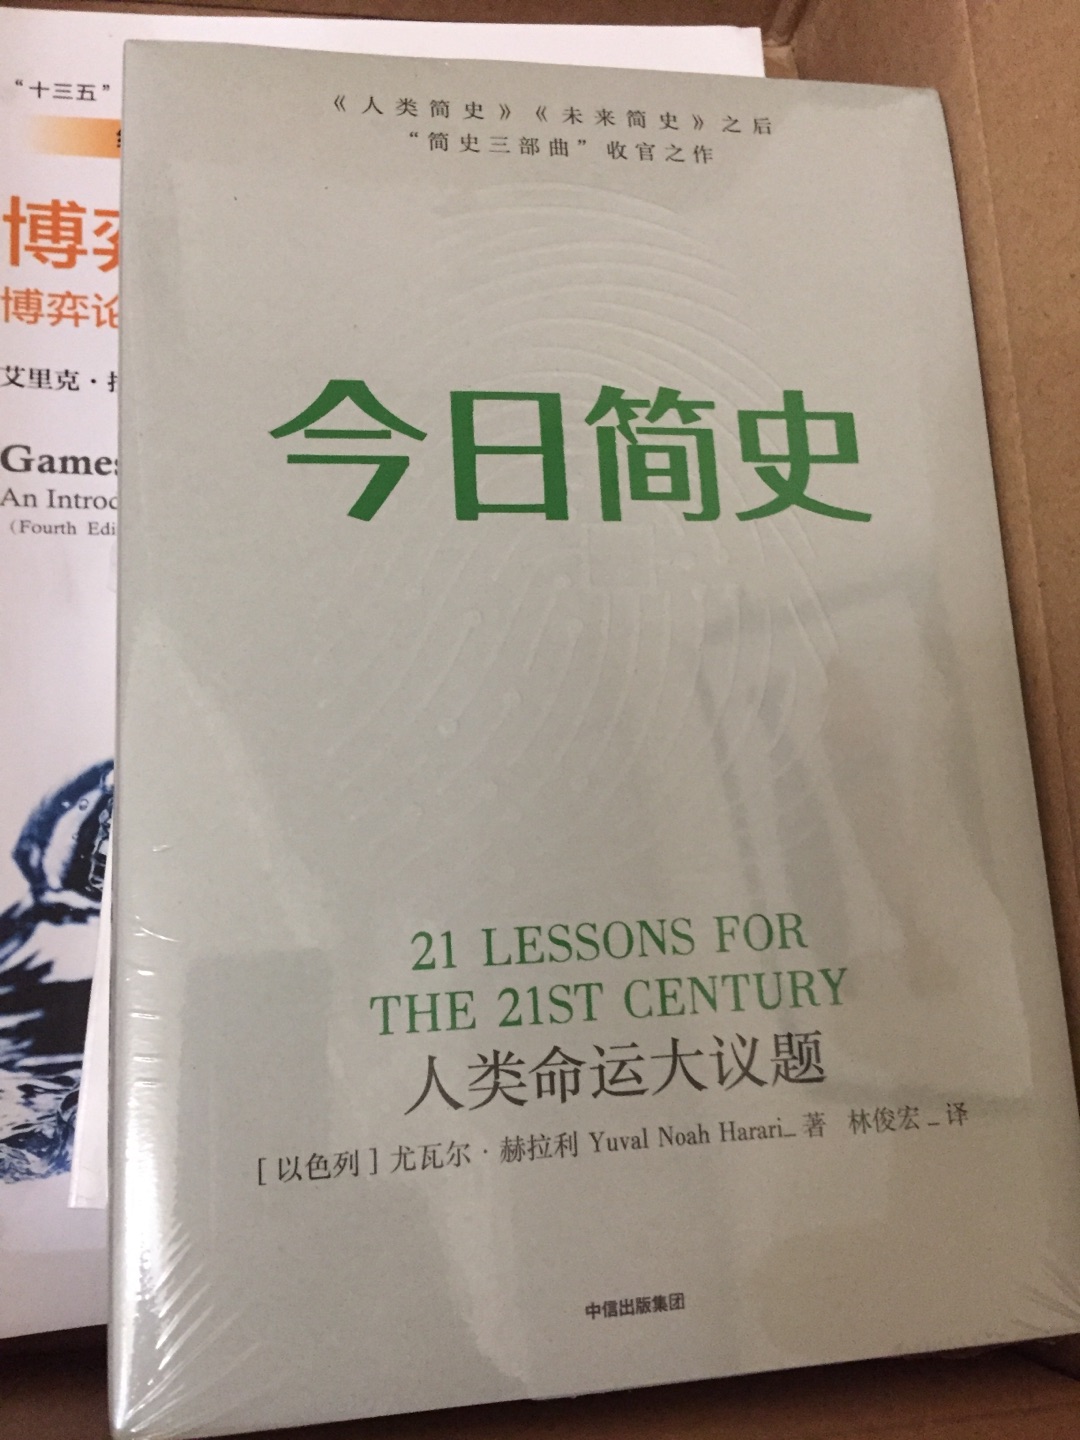 《人类简史》《未来简史》之后
“简史三部曲”收官之作
今日简史
21 LESSONS FOR
THE 21ST CENTURY
人类命运大议题
[以色列]尤瓦尔·赫拉利 Yuval Noah Harari_著 林俊宏_译
中信出版集团
“十三五”
博弈
博弈论
艾里克·
Games
An Introd
(Fourth Edi